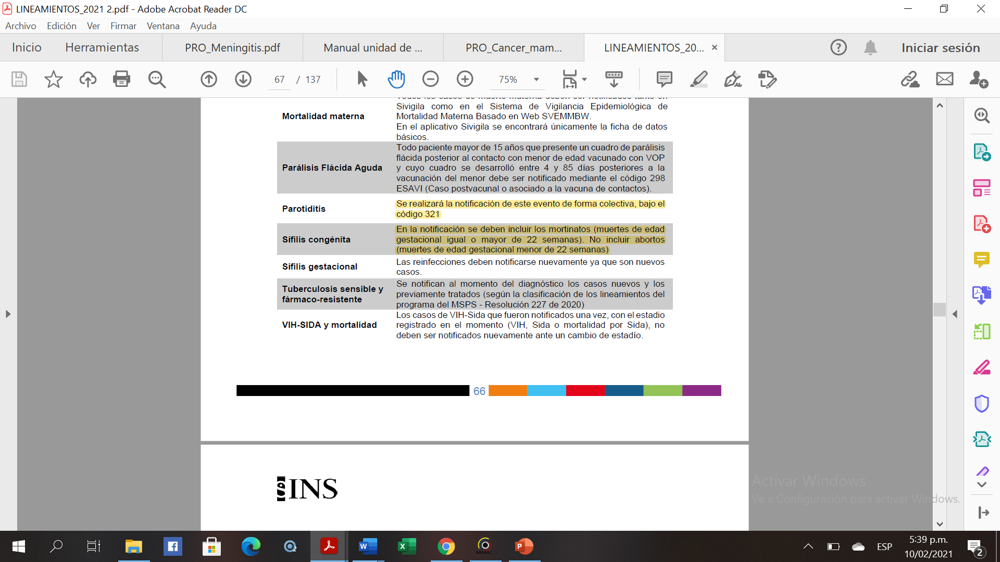 LINEAMIENTOS_2021 2.pdf - Adobe Acrobat Reader DC
Archivo Edición Ver Firmar Ventana Ayuda
Inicio Herramientas PRO_Meningitis.pdf Manual unidad de ... PRO_Cancer_mam... LINEAMIENTOS_20... × Iniciar sesión
67 / 137 75%
Todos los casos de muerte materna deben ser notificados tanto en
Sivigila como en el Sistema de Vigilancia Epidemiológica de
Mortalidad materna
Mortalidad Materna Basado en Web SVEMMBW.
En el aplicativo Sivigila se encontrará únicamente la ficha de datos
básicos.
Todo paciente mayor de 15 años que presente un cuadro de parálisis
flácida posterior al contacto con menor de edad vacunado con VOP
Parálisis Flácida Aguda
y cuyo cuadro se desarrolló entre 4 y 85 días posteriores a la
vacunación del menor debe ser notificado mediante el código 298
ESAVI (Caso postvacunal o asociado a la vacuna de contactos).
Parotiditis
Se realizará la notificación de este evento de forma colectiva, bajo el
código 321
Sífilis congénita
En la notificación se deben incluir los mortinatos (muertes de edad
gestacional igual o mayor de 22 semanas). No incluir abortos
(muertes de edad gestacional menor de 22 semanas)
Sífilis gestacional
Las reinfecciones deben notificarse nuevamente ya que son nuevos
casos.
Tuberculosis sensible y
fármaco-resistente
Se notifican al momento del diagnóstico los casos nuevos y los
previamente tratados (según la clasificación de los lineamientos del
programa del MSPS - Resolución 227 de 2020)
VIH-SIDA y mortalidad
Los casos de VIH-Sida que fueron notificados una vez, con el estadio
registrado en el momento (VIH, Sida o mortalidad por Sida), no
deben ser notificados nuevamente ante un cambio de estadío.
66
INS
Activar Windows
Ve a Configuración para activar Windows.
SIVIGILA
ESP
5:39 p.m.
10/02/2021
2